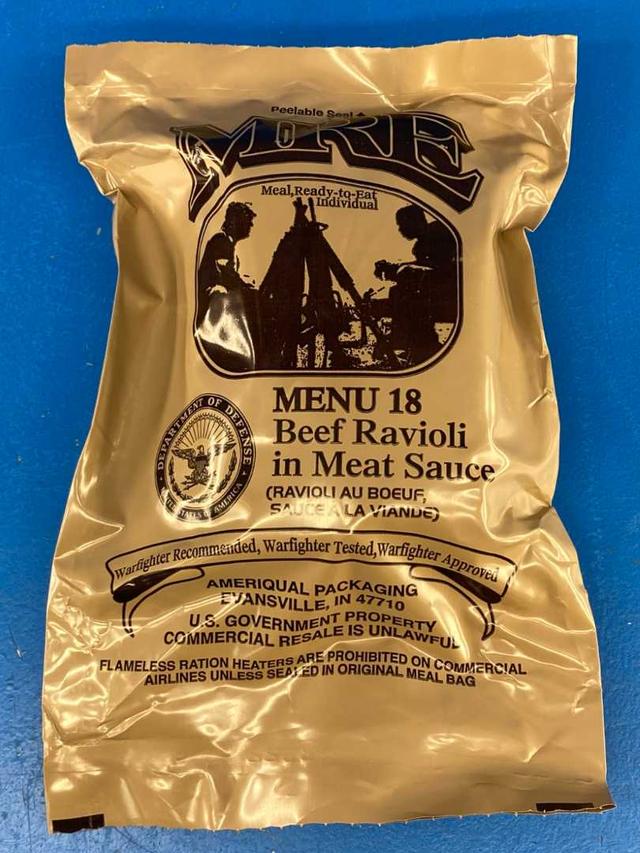 Peelable Seal
MRE
Meal, Ready-to-Eat
Individual
MENU 18
Beef Ravioli
in Meat Sauce
(RAVIOLI AU BOEUF,
SAUCE A LA VIANDE)
DEPARTMENT OF DEFENSE
UNITED STATES OF AMERICA
Warfighter Recommended, Warfighter Tested, Warfighter Approved
AMERIQUAL PACKAGING
EVANSVILLE, IN 47710
U.S. GOVERNMENT PROPERTY
COMMERCIAL RESALE IS UNLAWFUL
FLAMELESS RATION HEATERS ARE PROHIBITED ON COMMERCIAL
AIRLINES UNLESS SEALED IN ORIGINAL MEAL BAG